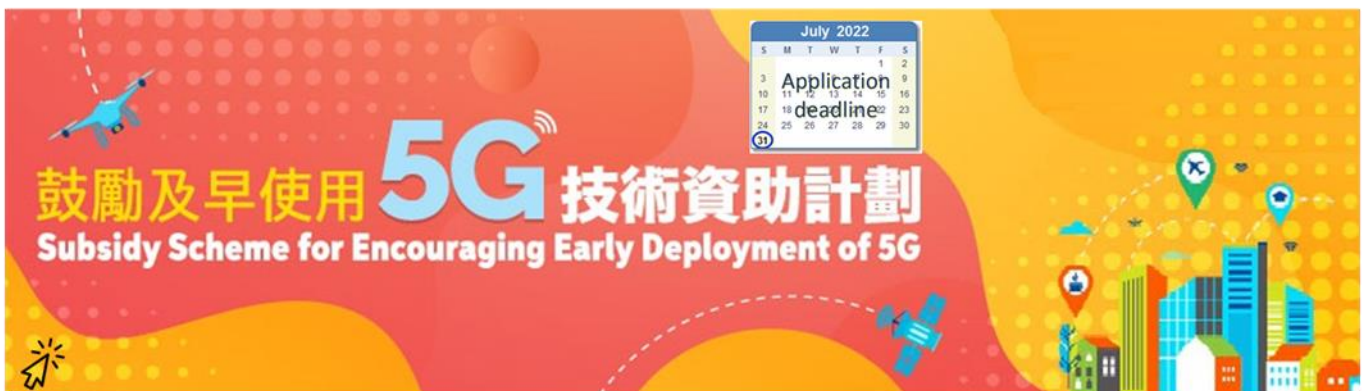 July 2022
S M T W T F S
1 2
3 9
Application
10 11 12 13 14 15 16
17 18 22 23
deadline
24 25 26 27 28 29 30
31
鼓勵及早使用5G技術資助計劃
Subsidy Scheme for Encouraging Early Deployment of 5G